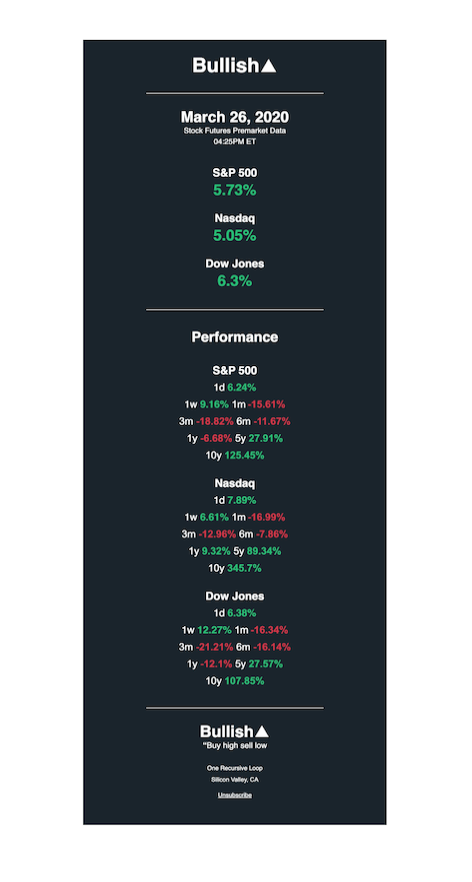 Bullish▲
March 26, 2020
Stock Futures Premarket Data
04:25PM ET
S&P 500
5.73%
Nasdaq
5.05%
Dow Jones
6.3%
Performance
S&P 500
1d 6.24%
1w 9.16% 1m -15.61%
3m -18.82% 6m -11.67%
1y -6.68% 5y 27.91%
10y 125.45%
Nasdaq
1d 7.89%
1w 6.61% 1m -16.99%
3m -12.96% 6m -7.86%
1y 9.32% 5y 89.34%
10y 345.7%
Dow Jones
1d 6.38%
1w 12.27% 1m -16.34%
3m -21.21% 6m -16.14%
1y -12.1% 5y 27.57%
10y 107.85%
Bullish▲
"Buy high sell low
One Recursive Loop
Silicon Valley, CA
Unsubscribe